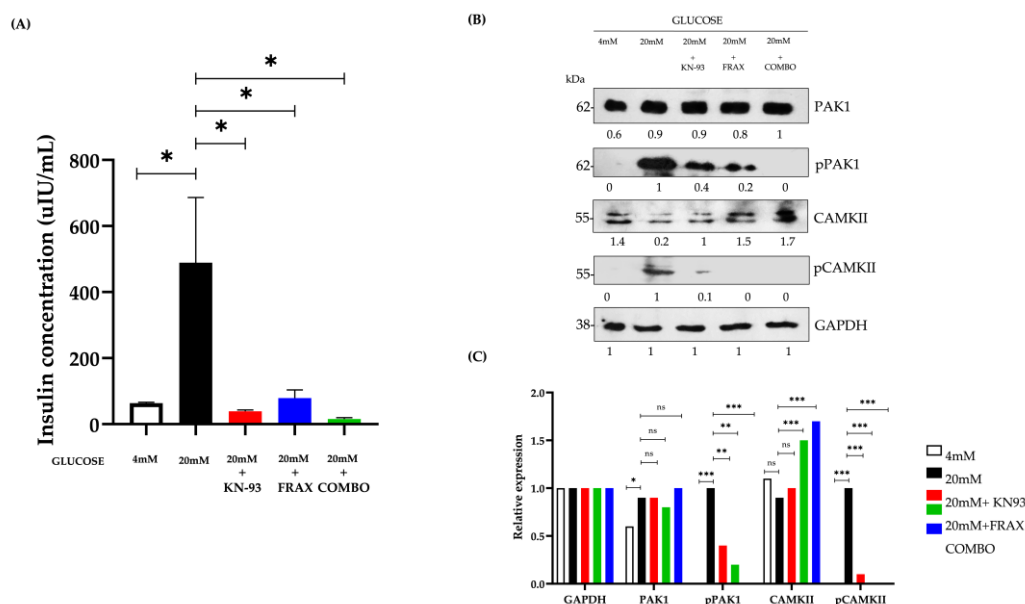 (A)
*
*
*
*
Insulin concentration (uIU/mL)
800
600
400
200
0
GLUCOSE
4mM 20mM 20mM 20mM 20mM
+ + +
KN-93 FRAX COMBO
(B)
GLUCOSE
4mM 20mM 20mM 20mM 20mM
+ + +
KN-93 FRAX COMBO
kDa
62- PAK1
0.6 0.9 0.9 0.8 1
62- pPAK1
0 1 0.4 0.2 0
55- CAMKII
1.4 0.2 1 1.5 1.7
55- pCAMKII
0 1 0.1 0 0
38- GAPDH
1 1 1 1 1
(C)
Relative expression
2.0
1.5
1.0
0.5
0.0
* ns ns ns
*** ** ** ***
ns ns *** ***
*** *** *** ***
GAPDH PAK1 pPAK1 CAMKII pCAMKII
4mM
20mM
20mM+ KN93
20mM+FRAX
COMBO